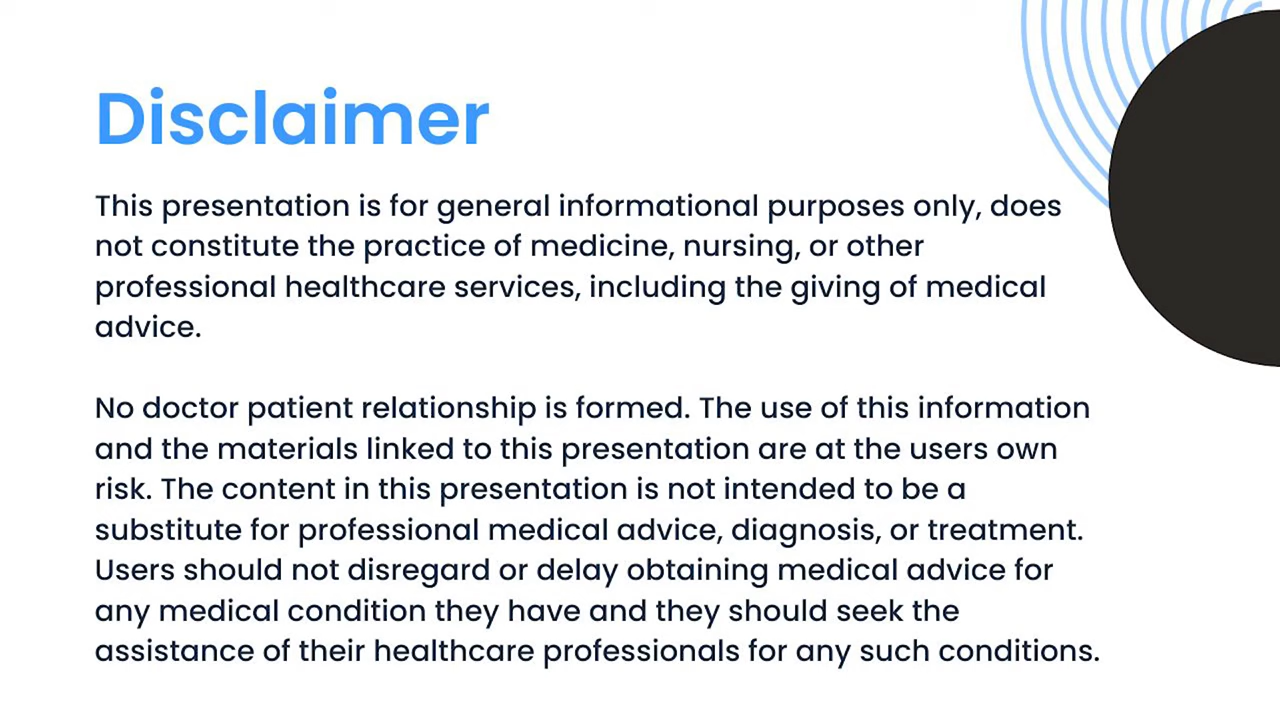 Disclaimer
This presentation is for general informational purposes only, does
not constitute the practice of medicine, nursing, or other
professional healthcare services, including the giving of medical
advice.
No doctor patient relationship is formed. The use of this information
and the materials linked to this presentation are at the users own
risk. The content in this presentation is not intended to be a
substitute for professional medical advice, diagnosis, or treatment.
Users should not disregard or delay obtaining medical advice for
any medical condition they have and they should seek the
assistance of their healthcare professionals for any such conditions.